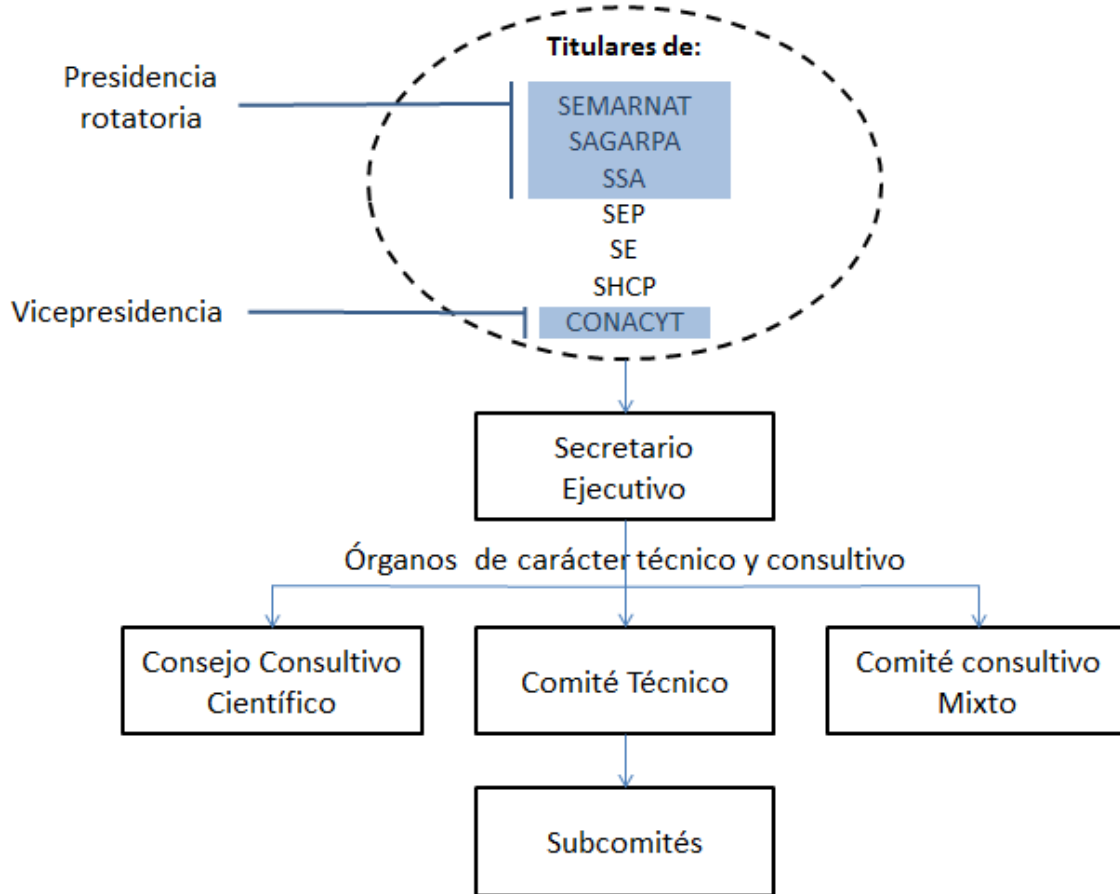 Titulares de:
Presidencia
rotatoria
SEMARNAT
SAGARPA
SSA
SEP
SE
SHCP
Vicepresidencia
CONACYT
Secretario
Ejecutivo
Órganos de carácter técnico y consultivo
Consejo Consultivo
Científico
Comité Técnico
Comité consultivo
Mixto
Subcomités